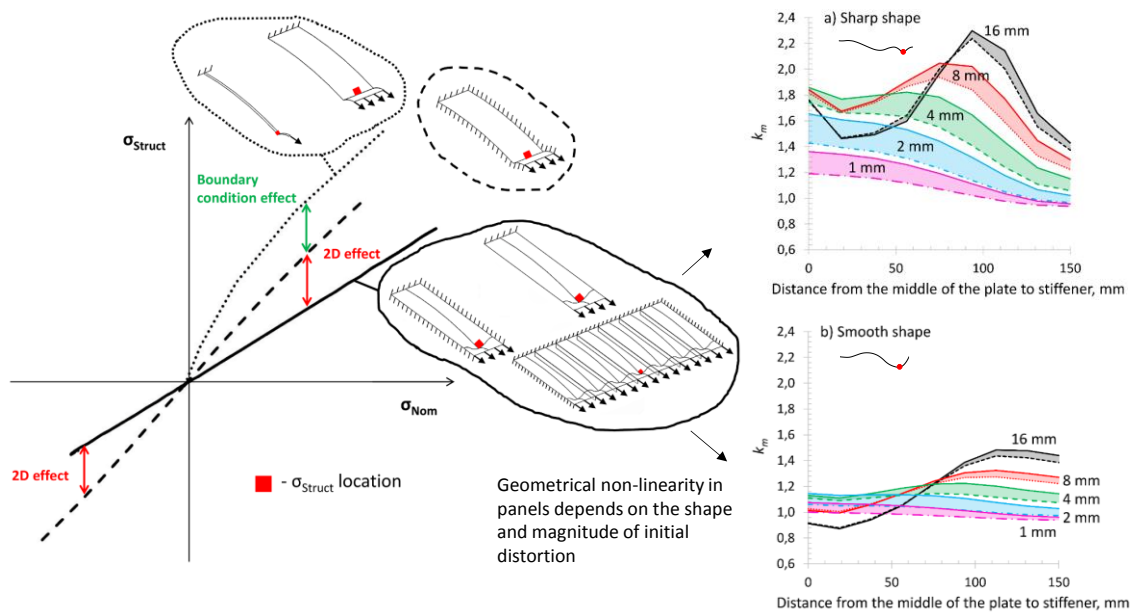 σStruct
Boundary
condition effect
2D effect
2D effect
σNom
- σStruct location
Geometrical non-linearity in
panels depends on the shape
and magnitude of initial
distortion
a) Sharp shape
2,4
2,2
2,0
1,8
1,6
1,4
1,2
1,0
0,8
0,6
km
16 mm
8 mm
4 mm
2 mm
1 mm
0
50
100
150
Distance from the middle of the plate to stiffener, mm
b) Smooth shape
2,4
2,2
2,0
1,8
1,6
1,4
1,2
1,0
0,8
0,6
km
16 mm
8 mm
4 mm
2 mm
1 mm
0
50
100
150
Distance from the middle of the plate to stiffener, mm